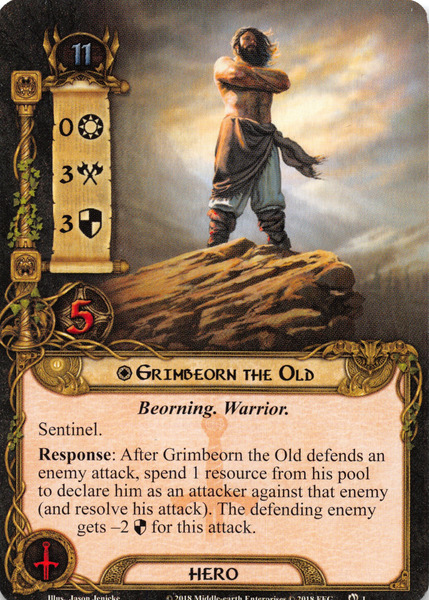 11
0
3
3
5
GRIMBEORN THE OLD
Beorning. Warrior.
Sentinel.
Response: After Grimbeorn the Old defends an
enemy attack, spend 1 resource from his pool
to declare him as an attacker against that enemy
(and resolve his attack). The defending enemy
gets –2 for this attack.
HERO
Illus. Jason Jenicke © 2018 Middle-earth Enterprises © 2018 FFG 1